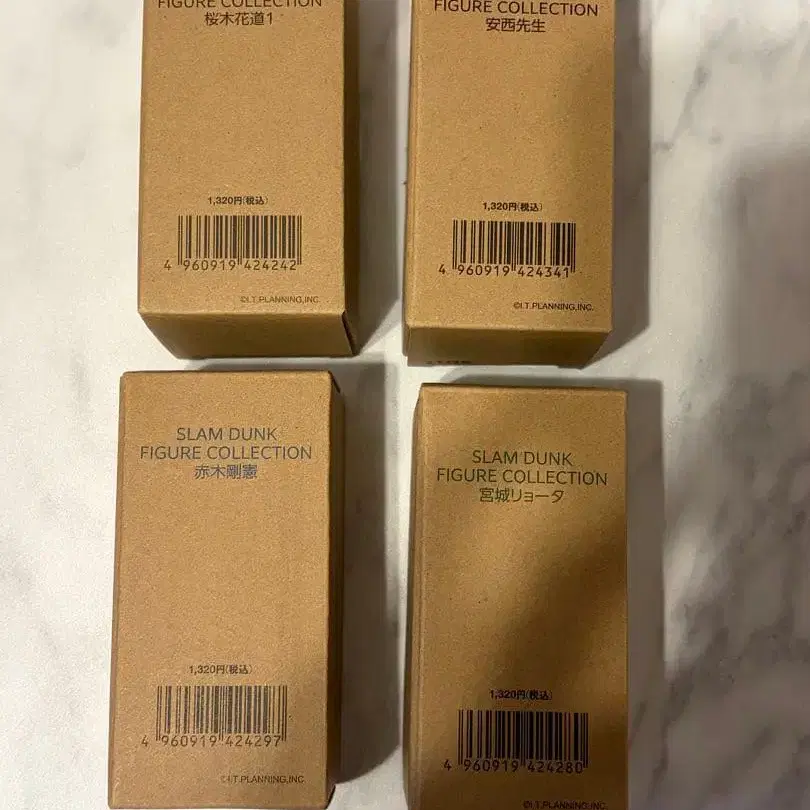 FIGURE COLLECTION
桜木花道1
1,320円(税込)
4 960919 424242
©I.T.PLANNING,INC.
FIGURE COLLECTION
安西先生
1,320円(税込)
4 960919 424341
©I.T.PLANNING,INC.
SLAM DUNK
FIGURE COLLECTION
赤木剛憲
1,320円(税込)
4 960919 424297
©I.T.PLANNING,INC.
SLAM DUNK
FIGURE COLLECTION
宮城リョータ
1,320円(税込)
4 960919 424280
©I.T.PLANNING,INC.